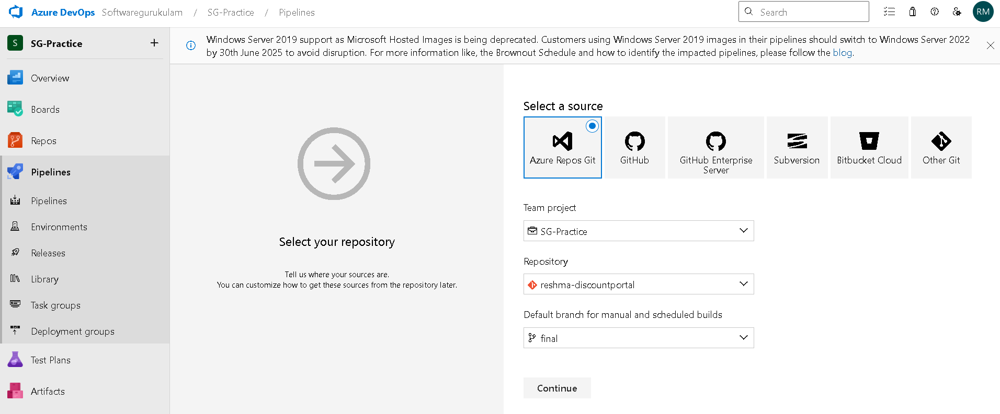 Azure DevOps Softwaregurukulam / SG-Practice / Pipelines
Search
RM
S SG-Practice
Overview
Boards
Repos
Pipelines
Pipelines
Environments
Releases
Library
Task groups
Deployment groups
Test Plans
Artifacts
Windows Server 2019 support as Microsoft Hosted Images is being deprecated. Customers using Windows Server 2019 images in their pipelines should switch to Windows Server 2022
by 30th June 2025 to avoid disruption. For more information like, the Brownout Schedule and how to identify the impacted pipelines, please follow the blog.
Select your repository
Tell us where your sources are.
You can customize how to get these sources from the repository later.
Select a source
Azure Repos Git
GitHub
GitHub Enterprise
Server
Subversion
Bitbucket Cloud
Other Git
Team project
SG-Practice
Repository
reshma-discountportal
Default branch for manual and scheduled builds
final
Continue